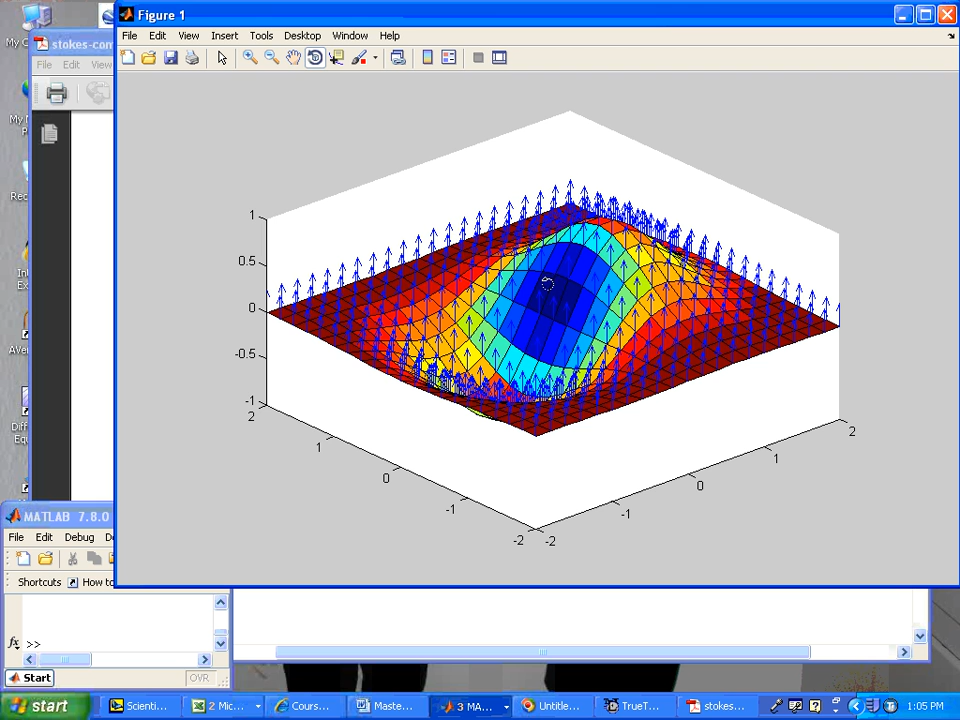 Figure 1
File Edit View Insert Tools Desktop Window Help
stokes-com
File Edit View
1
0.5
0
-0.5
-1
2
1
0
-1
-2
-2
-1
0
1
2
MATLAB 7.8.0
File Edit Debug
Shortcuts How to
fx >>
Start OVR
start Scienti... 2 Mic... Cours... Maste... 3 MA... Untitle... TrueT... stokes... 1:05 PM